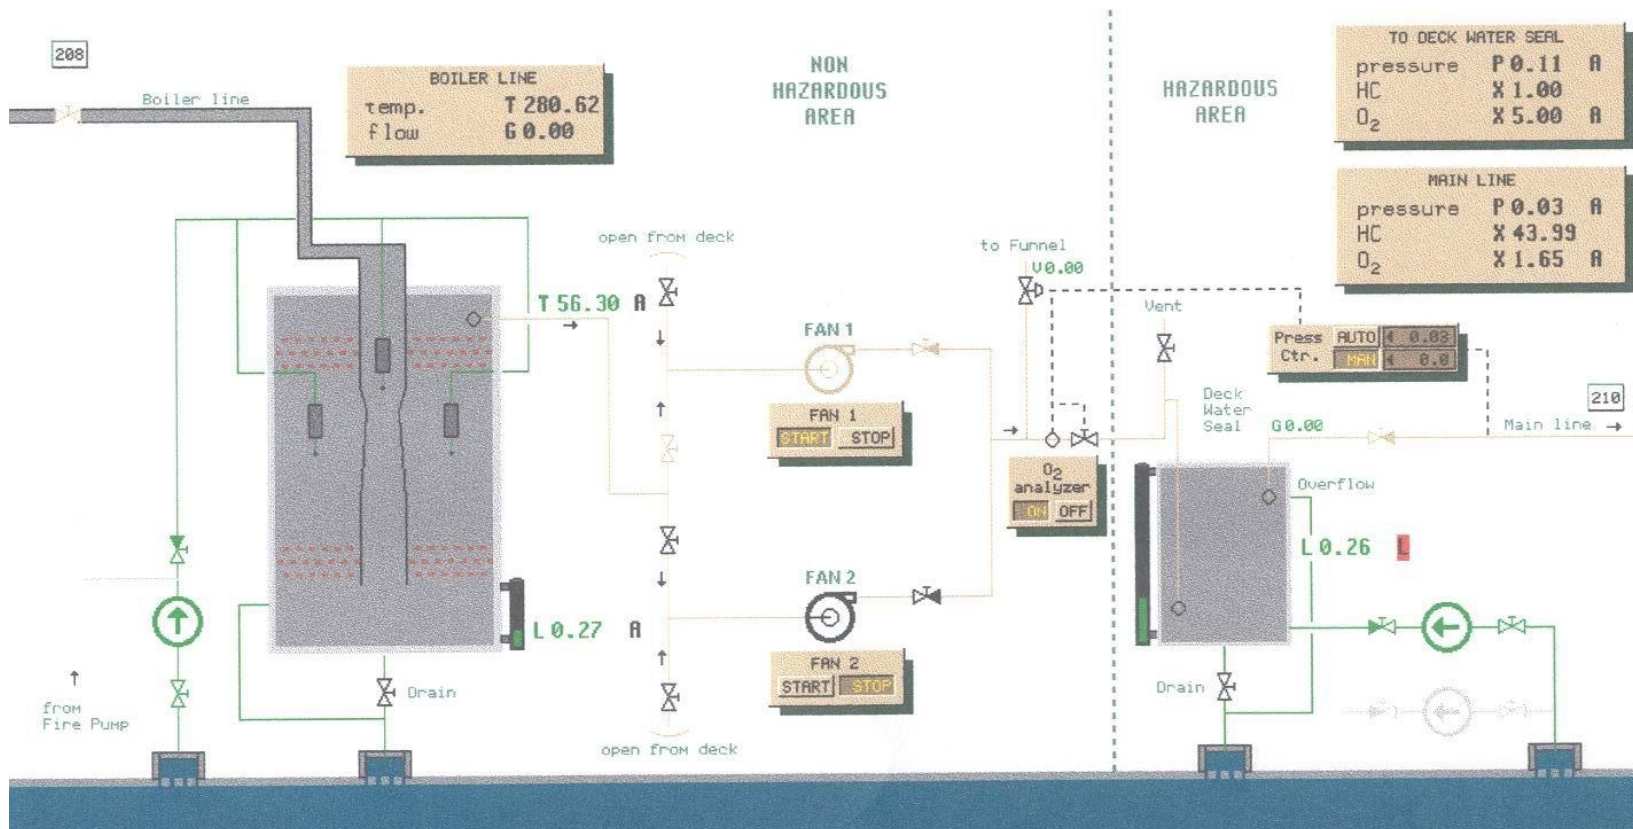 208
Boiler line
BOILER LINE
temp. T 280.62
flow G 0.00
NON
HAZARDOUS
AREA
HAZARDOUS
AREA
TO DECK WATER SEAL
pressure P 0.11 A
HC X 1.00
O2 X 5.00 A
MAIN LINE
pressure P 0.03 A
HC X 43.99
O2 X 1.65 A
open from deck
to Funnel
V 0.00
T 56.30 A
Vent
FAN 1
Press AUTO 0.03
Ctr. MAN 0.0
Deck
Water
Seal
G 0.00
210
Main line
FAN 1
START STOP
O2
analyzer
ON OFF
Overflow
L 0.26 L
FAN 2
L 0.27 A
FAN 2
START STOP
Drain
Drain
from
Fire Pump
open from deck